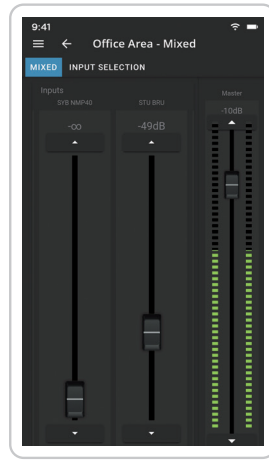 9:41
Office Area - Mixed
MIXED INPUT SELECTION
Inputs
SYB NMP40 STU BRU Master
-∞ -49dB -10dB